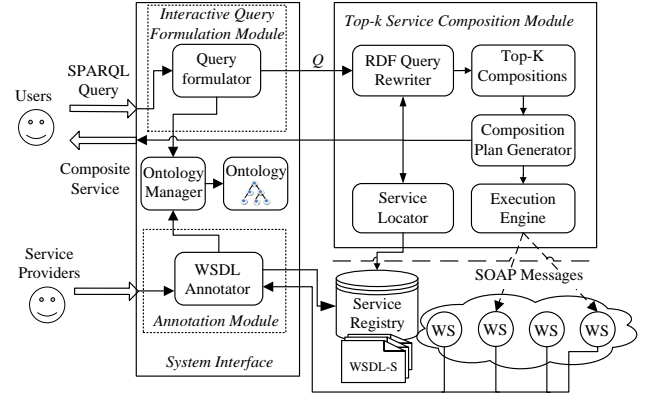 Interactive Query
Formulation Module
Top-k Service Composition Module
SPARQL
Query
Query
formulator
Q
RDF Query
Rewriter
Top-K
Compositions
Users
Composite
Service
Composition
Plan Generator
Ontology
Manager
Ontology
Service
Locator
Execution
Engine
Service
Providers
WSDL
Annotator
Annotation Module
System Interface
SOAP Messages
Service
Registry
WSDL-S
WS
WS
WS
WS